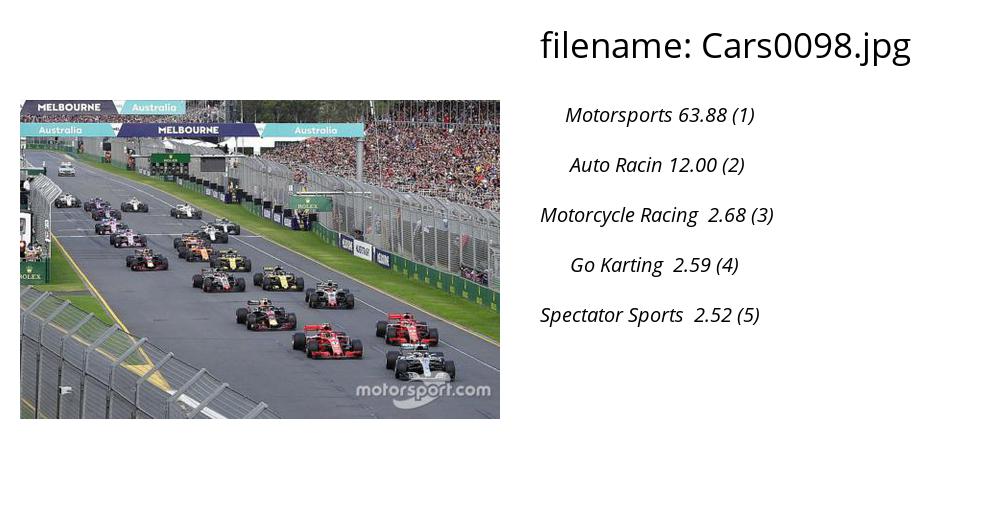 filename: Cars0098.jpg
MELBOURNE Australia
Australia MELBOURNE Australia
ROLEX
ROLEX
ROLEX
motorsport.com
Motorsports 63.88 (1)
Auto Racin 12.00 (2)
Motorcycle Racing 2.68 (3)
Go Karting 2.59 (4)
Spectator Sports 2.52 (5)